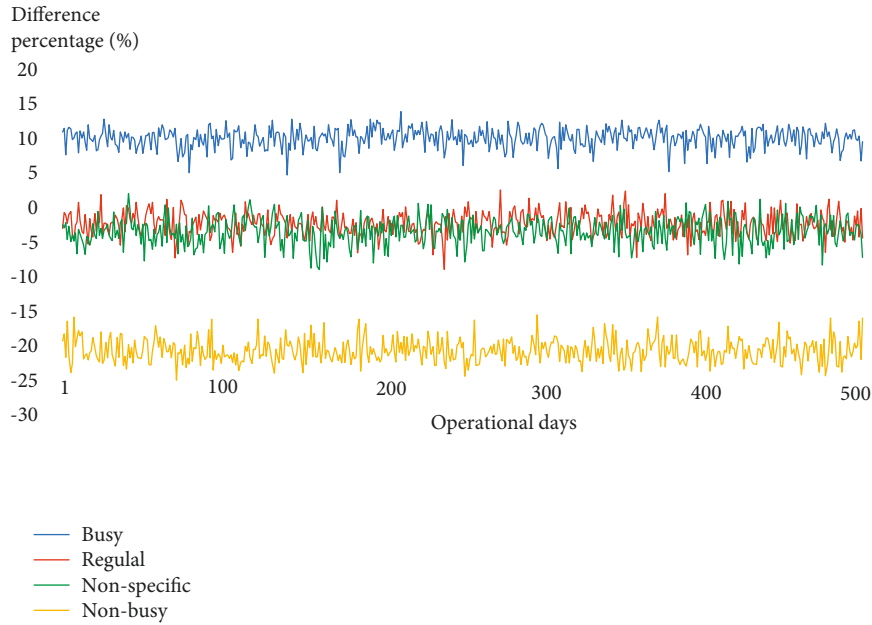 Difference
percentage (%)
20
15
10
5
0
-5
-10
-15
-20
-25
-30
1
100
200
300
400
500
Operational days
Busy
Regulal
Non-specific
Non-busy